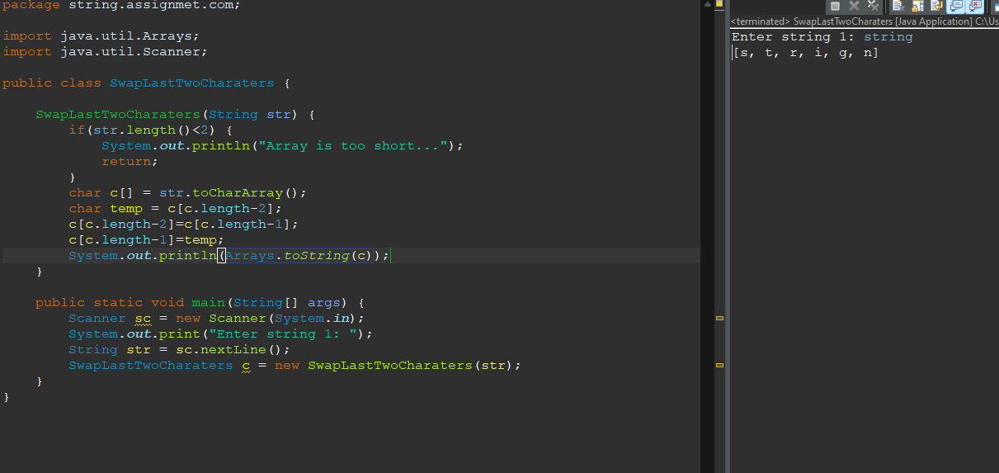 package string.assignmet.com;
<terminated> SwapLastTwoCharaters [Java Application] C:\Us
Enter string 1: string
[s, t, r, i, g, n]
import java.util.Arrays;
import java.util.Scanner;
public class SwapLastTwoCharaters {
SwapLastTwoCharaters(String str) {
if(str.length()<2) {
System.out.println("Array is too short...");
return;
}
char c[] = str.toCharArray();
char temp = c[c.length-2];
c[c.length-2]=c[c.length-1];
c[c.length-1]=temp;
System.out.println(Arrays.toString(c));
}
public static void main(String[] args) {
Scanner sc = new Scanner(System.in);
System.out.print("Enter string 1: ");
String str = sc.nextLine();
SwapLastTwoCharaters c = new SwapLastTwoCharaters(str);
}
}